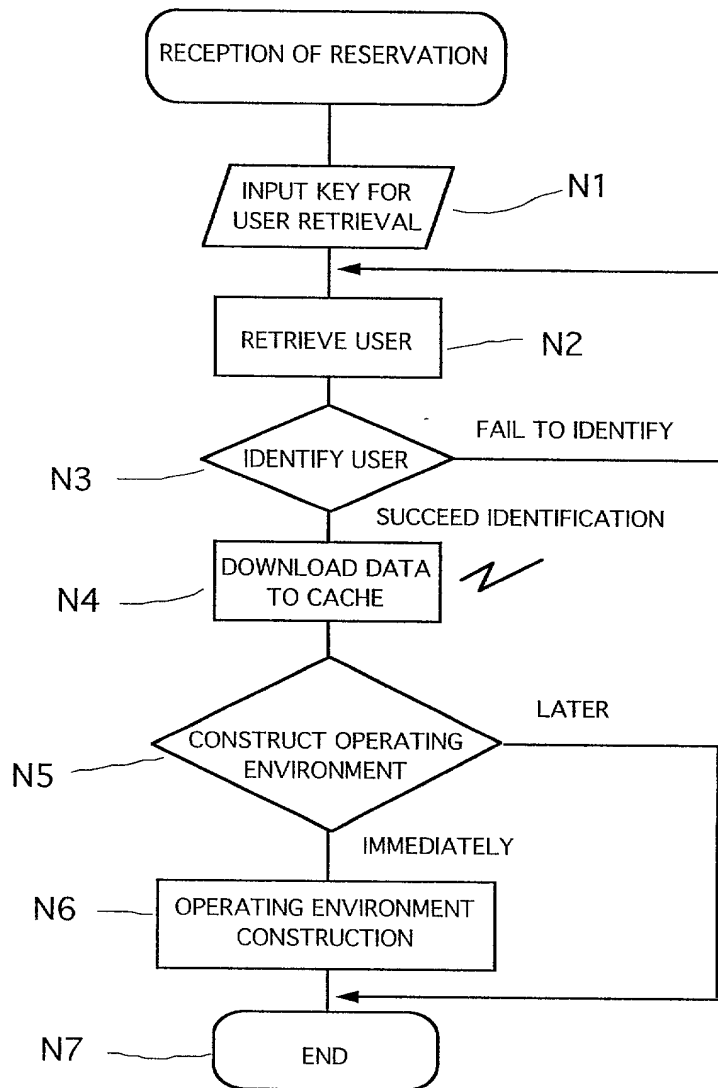 RECEPTION OF RESERVATION
INPUT KEY FOR
USER RETRIEVAL
N1
RETRIEVE USER
N2
FAIL TO IDENTIFY
IDENTIFY USER
N3
SUCCEED IDENTIFICATION
DOWNLOAD DATA
TO CACHE
N4
LATER
CONSTRUCT OPERATING
ENVIRONMENT
N5
IMMEDIATELY
OPERATING ENVIRONMENT
CONSTRUCTION
N6
END
N7